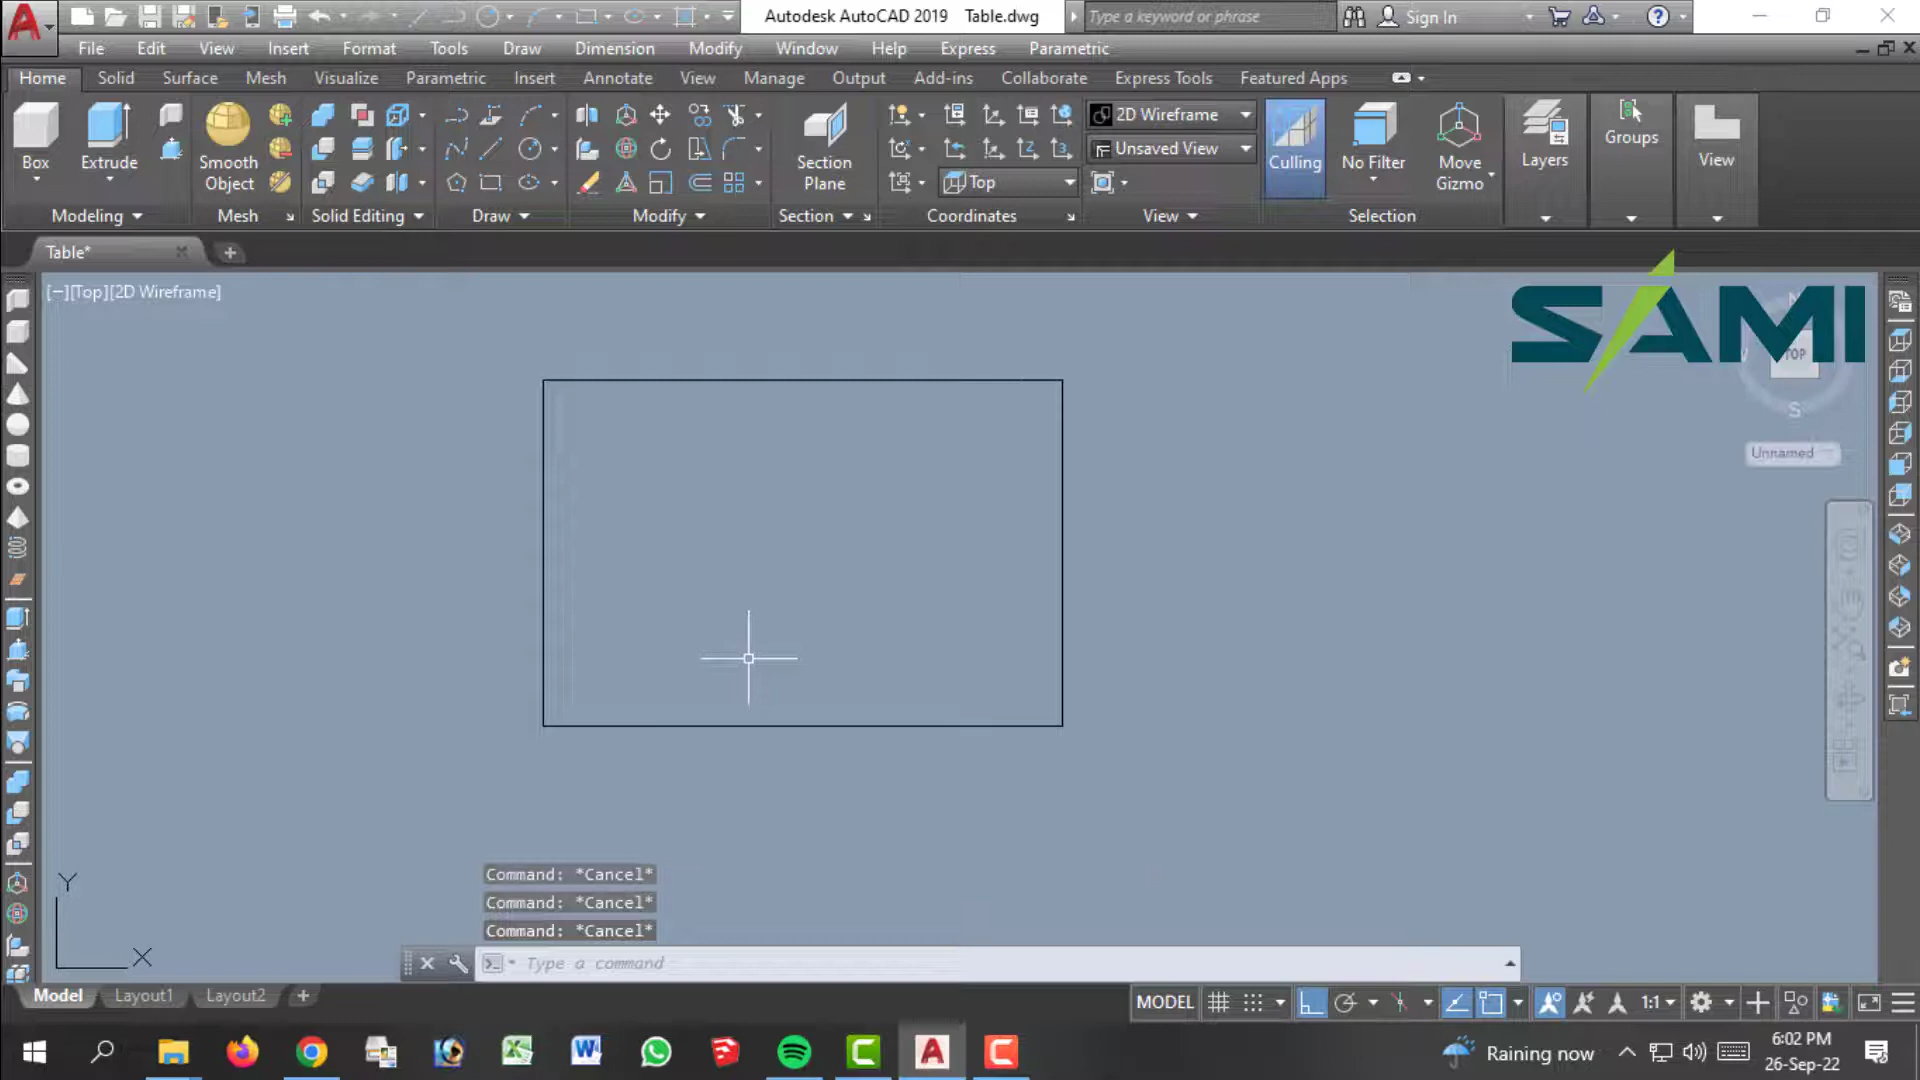 Autodesk AutoCAD 2019 Table.dwg
Type a keyword or phrase
Sign In
File Edit View Insert Format Tools Draw Dimension Modify Window Help Express Parametric
Home Solid Surface Mesh Visualize Parametric Insert Annotate View Manage Output Add-ins Collaborate Express Tools Featured Apps
Box
Extrude
Smooth
Object
Section
Plane
2D Wireframe
Unsaved View
Top
Culling
No Filter
Move
Gizmo
Layers
Groups
View
Modeling
Mesh
Solid Editing
Draw
Modify
Section
Coordinates
View
Selection
Table*
[−][Top][2D Wireframe]
SAMI
TOP
S
Unnamed
Y
X
Command: *Cancel*
Command: *Cancel*
Command: *Cancel*
Type a command
Model Layout1 Layout2
MODEL
1:1
Raining now
6:02 PM
26-Sep-22